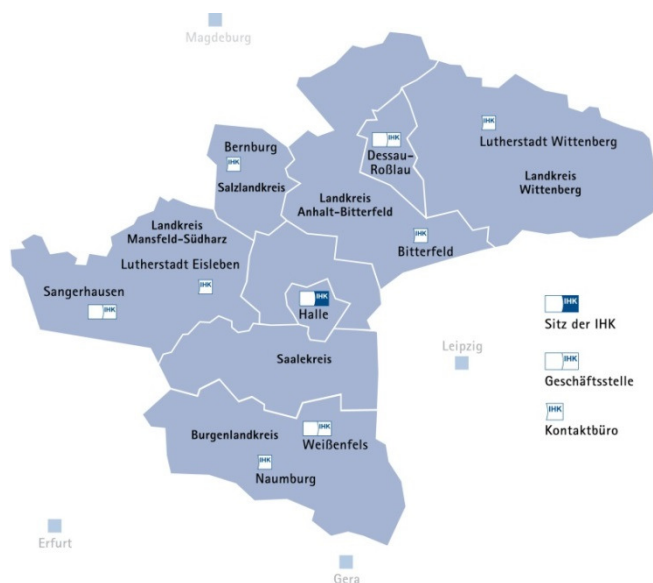 Magdeburg
IHK
Lutherstadt Wittenberg
Landkreis
Wittenberg
IHK
Dessau-
Roßlau
Bernburg
IHK
Salzlandkreis
Landkreis
Anhalt-Bitterfeld
IHK
Bitterfeld
Landkreis
Mansfeld-Südharz
Lutherstadt Eisleben
IHK
Sangerhausen
IHK
IHK
Halle
Saalekreis
Leipzig
IHK
Sitz der IHK
IHK
Geschäftsstelle
IHK
Kontaktbüro
Burgenlandkreis
IHK
Weißenfels
IHK
Naumburg
Erfurt
Gera